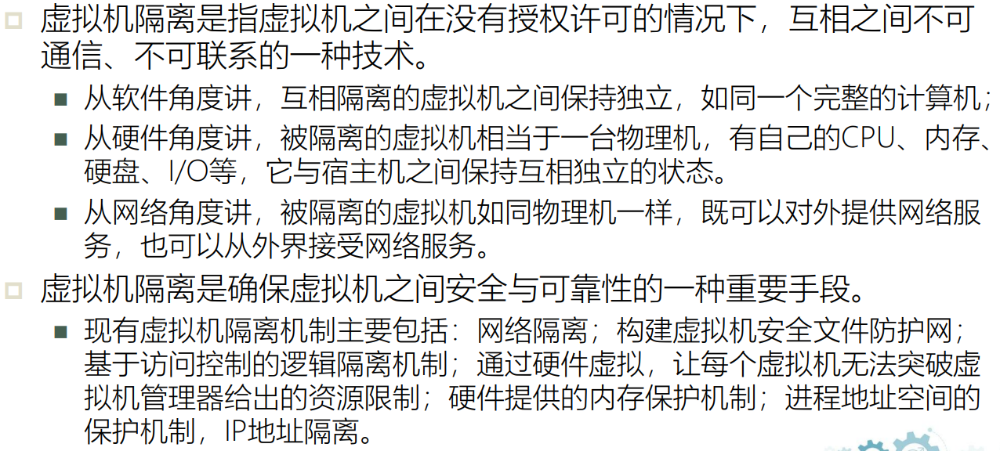 虚拟机隔离是指虚拟机之间在没有授权许可的情况下，互相之间不可
通信、不可联系的一种技术。
从软件角度讲，互相隔离的虚拟机之间保持独立，如同一个完整的计算机；
从硬件角度讲，被隔离的虚拟机相当于一台物理机，有自己的CPU、内存、
硬盘、I/O等，它与宿主机之间保持互相独立的状态。
从网络角度讲，被隔离的虚拟机如同物理机一样，既可以对外提供网络服
务，也可以从外界接受网络服务。
虚拟机隔离是确保虚拟机之间安全与可靠性的一种重要手段。
现有虚拟机隔离机制主要包括：网络隔离；构建虚拟机安全文件防护网；
基于访问控制的逻辑隔离机制；通过硬件虚拟，让每个虚拟机无法突破虚
拟机管理器给出的资源限制；硬件提供的内存保护机制；进程地址空间的
保护机制，IP地址隔离。